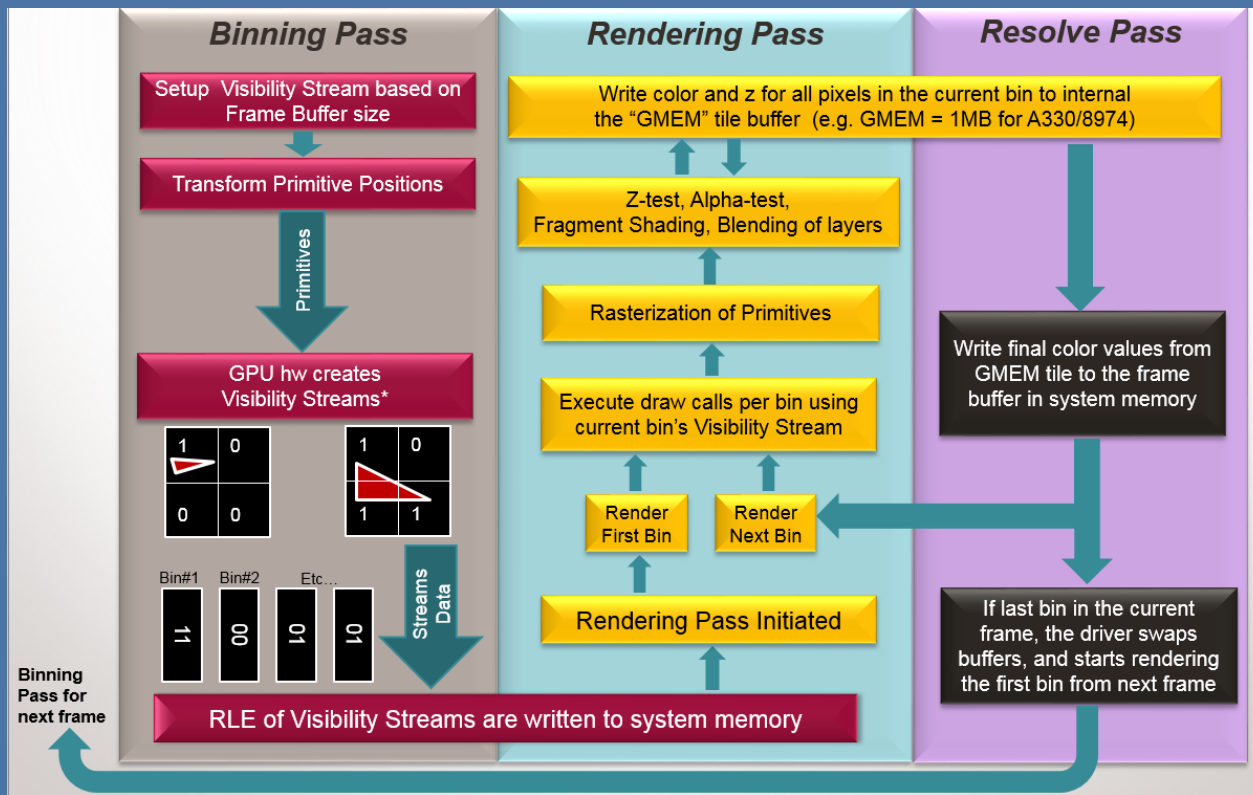 Binning Pass
Setup Visibility Stream based on
Frame Buffer size
Transform Primitive Positions
Primitives
GPU hw creates
Visibility Streams*
1 0
0 0
1 0
1 1
Bin#1 Bin#2 Etc…
11 00 01 01
Streams
Data
RLE of Visibility Streams are written to system memory
Binning
Pass for
next frame
Rendering Pass
Write color and z for all pixels in the current bin to internal
the “GMEM” tile buffer (e.g. GMEM = 1MB for A330/8974)
Z-test, Alpha-test,
Fragment Shading, Blending of layers
Rasterization of Primitives
Execute draw calls per bin using
current bin’s Visibility Stream
Render
First Bin
Render
Next Bin
Rendering Pass Initiated
Resolve Pass
Write final color values from
GMEM tile to the frame
buffer in system memory
If last bin in the current
frame, the driver swaps
buffers, and starts rendering
the first bin from next frame